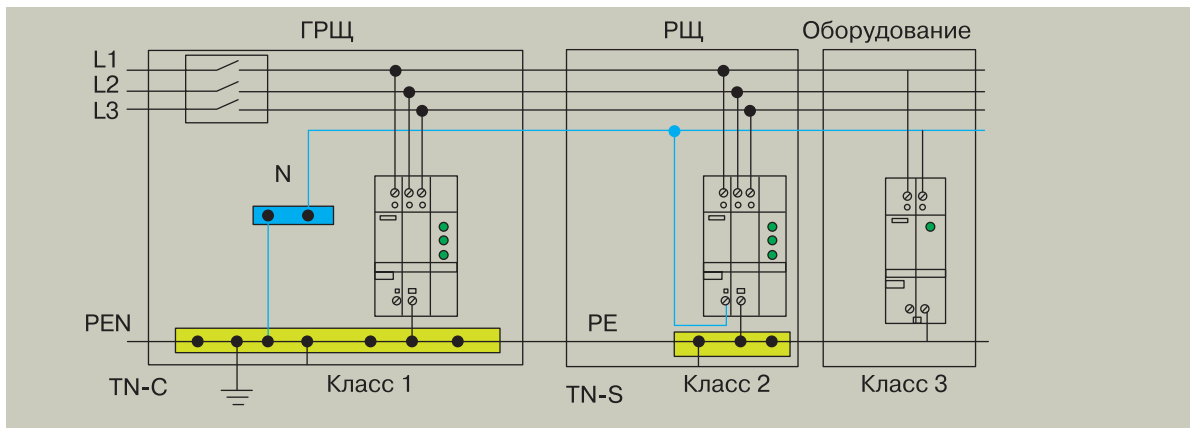 ГРЩ
РЩ
Оборудование
L1
L2
L3
N
PEN
PE
TN-C
Класс 1
TN-S
Класс 2
Класс 3